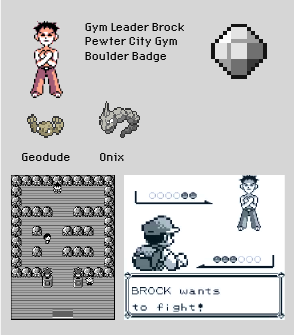 Gym Leader Brock
Pewter City Gym
Boulder Badge
Geodude
Onix
BROCK wants
to fight!